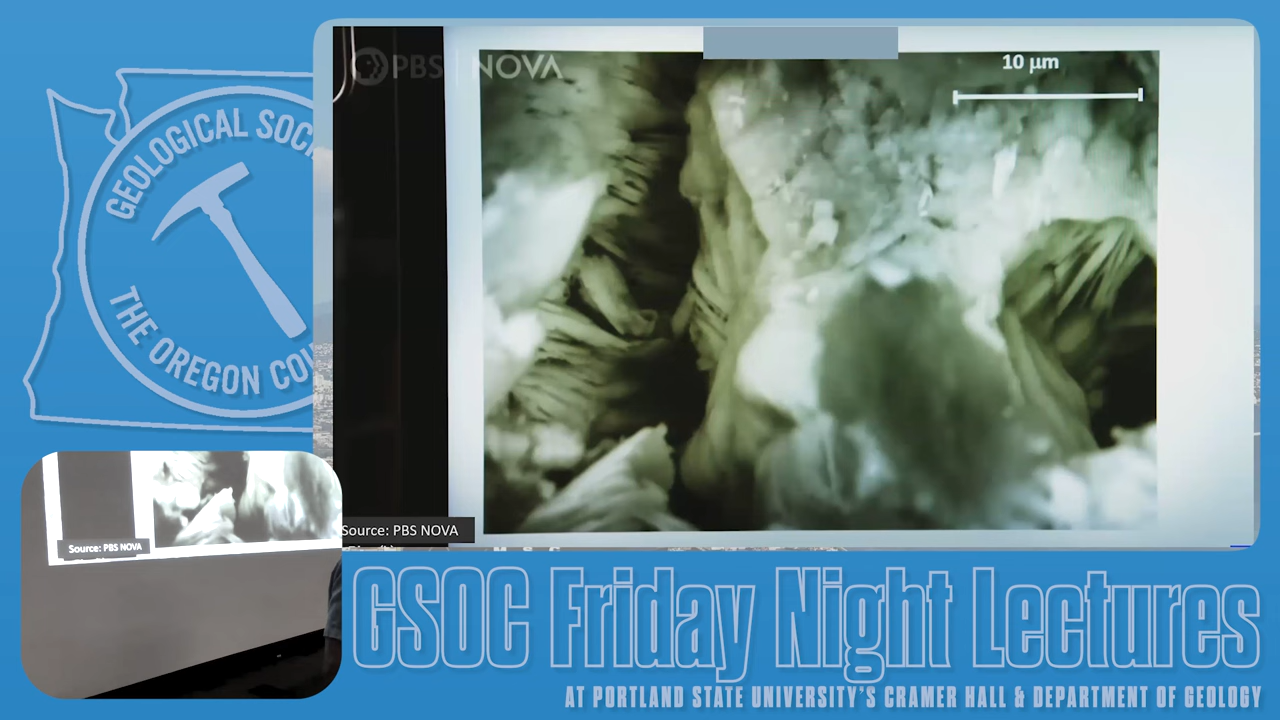 PBS | NOVA
10 µm
GEOLOGICAL SOC
THE OREGON COU
Source: PBS NOVA
Source: PBS NOVA
GSOC Friday Night Lectures
AT PORTLAND STATE UNIVERSITY'S CRAMER HALL & DEPARTMENT OF GEOLOGY